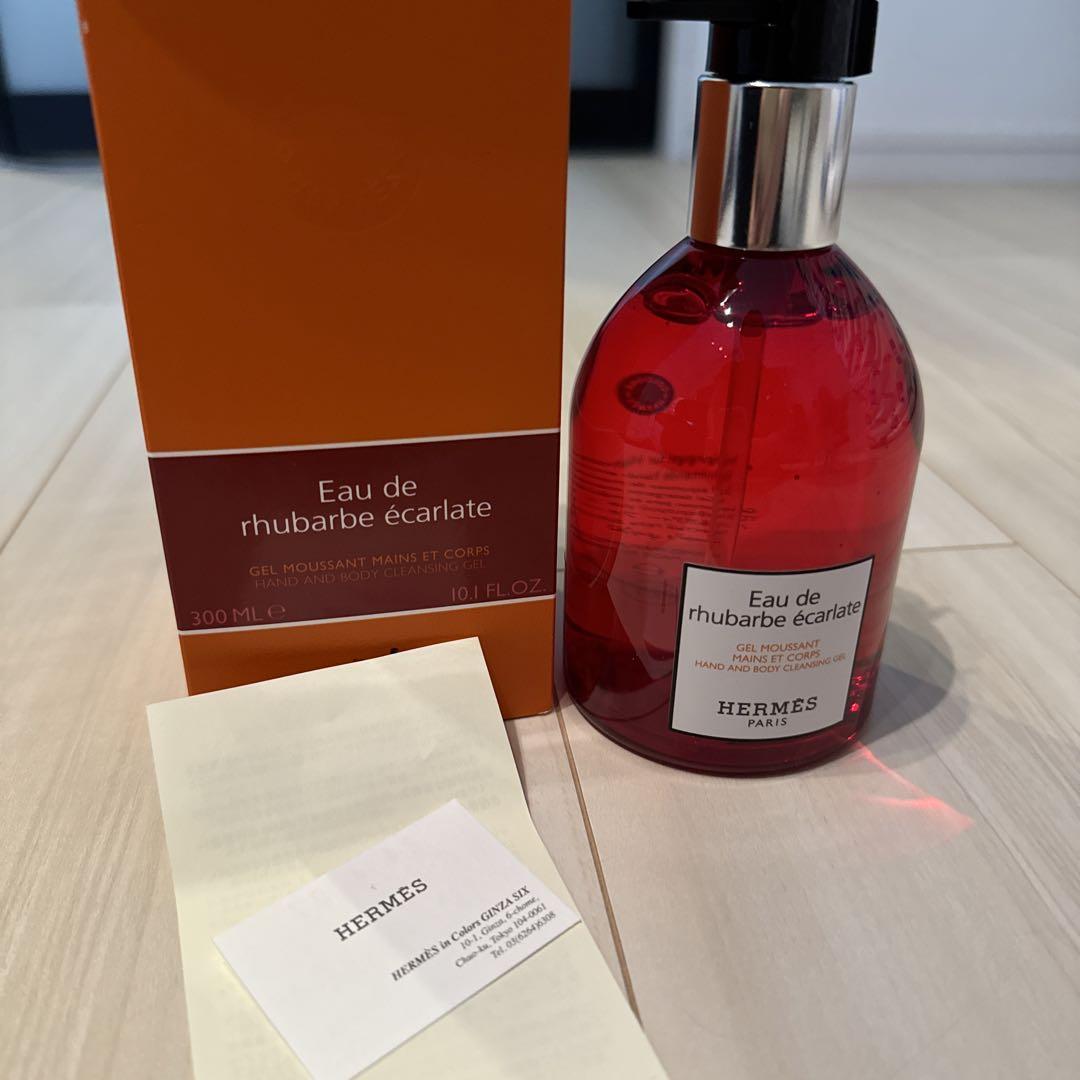 Eau de
rhubarbe écarlate
GEL MOUSSANT MAINS ET CORPS
HAND AND BODY CLEANSING GEL
300 ML e
10.1 FL.OZ.
Eau de
rhubarbe écarlate
GEL MOUSSANT
MAINS ET CORPS
HAND AND BODY CLEANSING GEL
HERMÈS
PARIS
HERMÈS
HERMÈS in Colors GINZA SIX
10-1, Ginza, 6-chome,
Chuo-ku, Tokyo 104-0061
Tel. 03(6264)6308